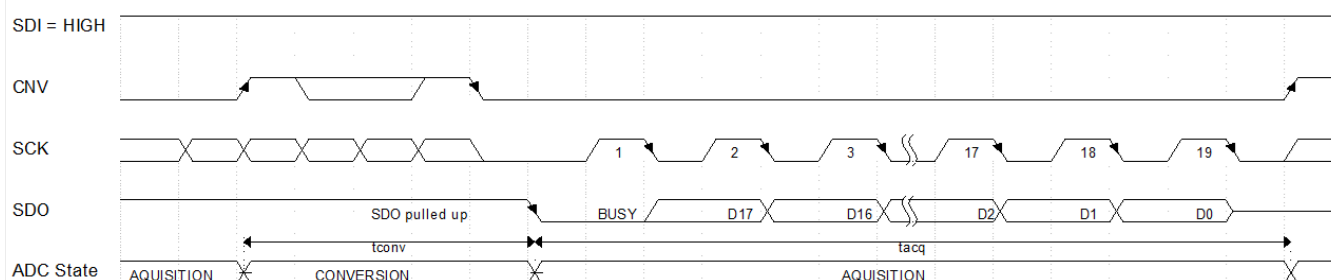 SDI = HIGH
CNV
SCK
1 2 3 17 18 19
SDO
SDO pulled up BUSY D17 D16 D2 D1 D0
tconv tacq
ADC State
AQUISITION CONVERSION AQUISITION